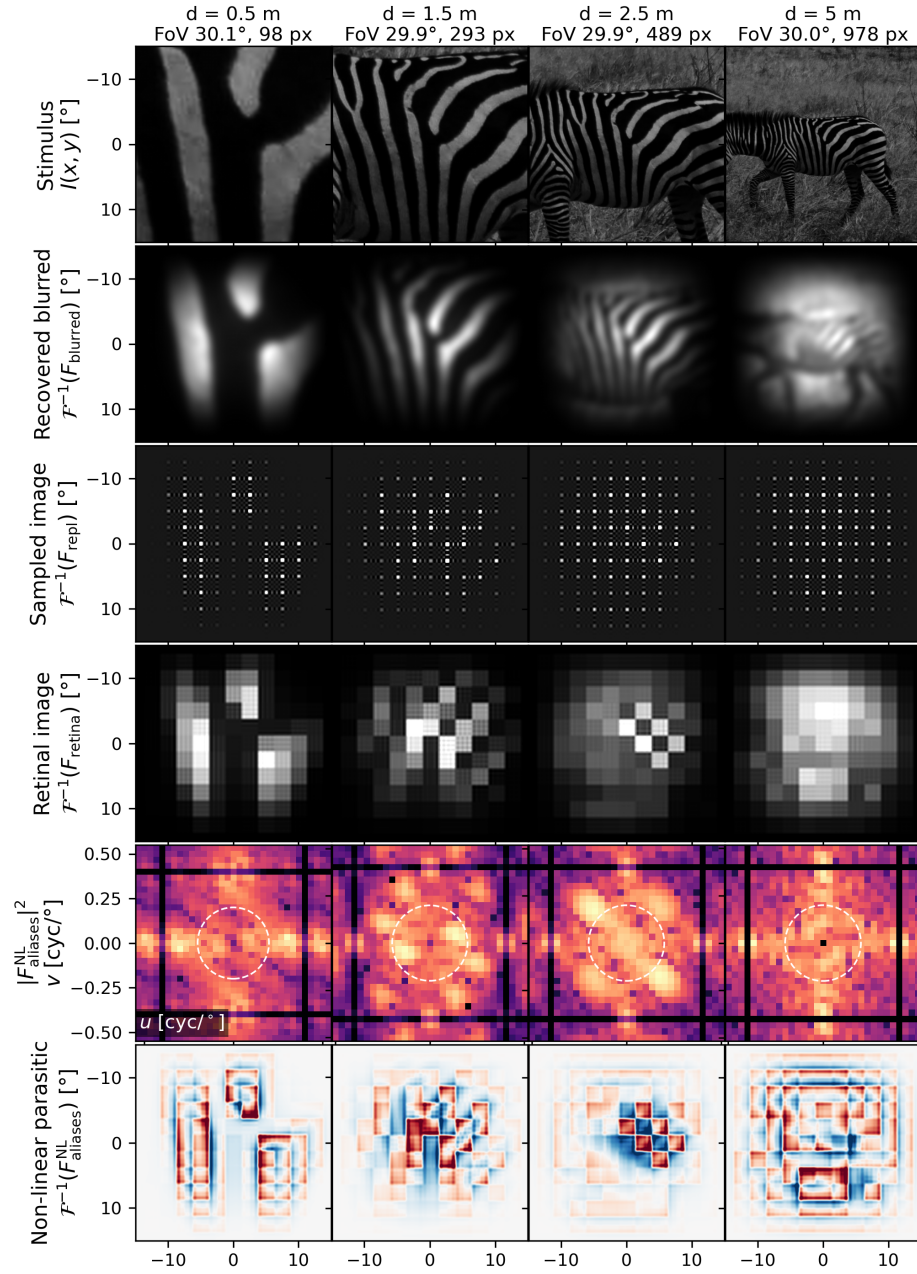 d = 0.5 m
FoV 30.1°, 98 px
d = 1.5 m
FoV 29.9°, 293 px
d = 2.5 m
FoV 29.9°, 489 px
d = 5 m
FoV 30.0°, 978 px
Stimulus
I(x, y) [°]
−10
0
10
Recovered blurred
ℱ⁻¹(F_blurred) [°]
−10
0
10
Sampled image
ℱ⁻¹(F_repl) [°]
−10
0
10
Retinal image
ℱ⁻¹(F_retina) [°]
−10
0
10
|F^NL_aliases|²
v [cyc/°]
0.50
0.25
0.00
−0.25
−0.50
u [cyc/°]
Non-linear parasitic
ℱ⁻¹(F^NL_aliases) [°]
−10
0
10
−10 0 10 −10 0 10 −10 0 10 −10 0 10